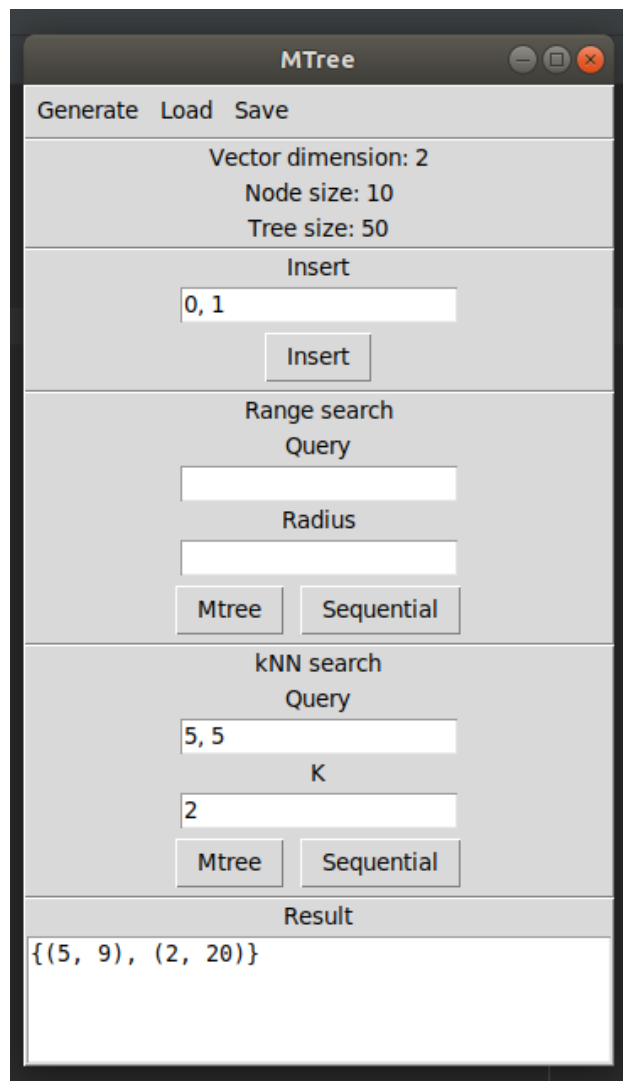 MTree
Generate Load Save
Vector dimension: 2
Node size: 10
Tree size: 50
Insert
0, 1
Insert
Range search
Query
Radius
Mtree Sequential
kNN search
Query
5, 5
K
2
Mtree Sequential
Result
{(5, 9), (2, 20)}